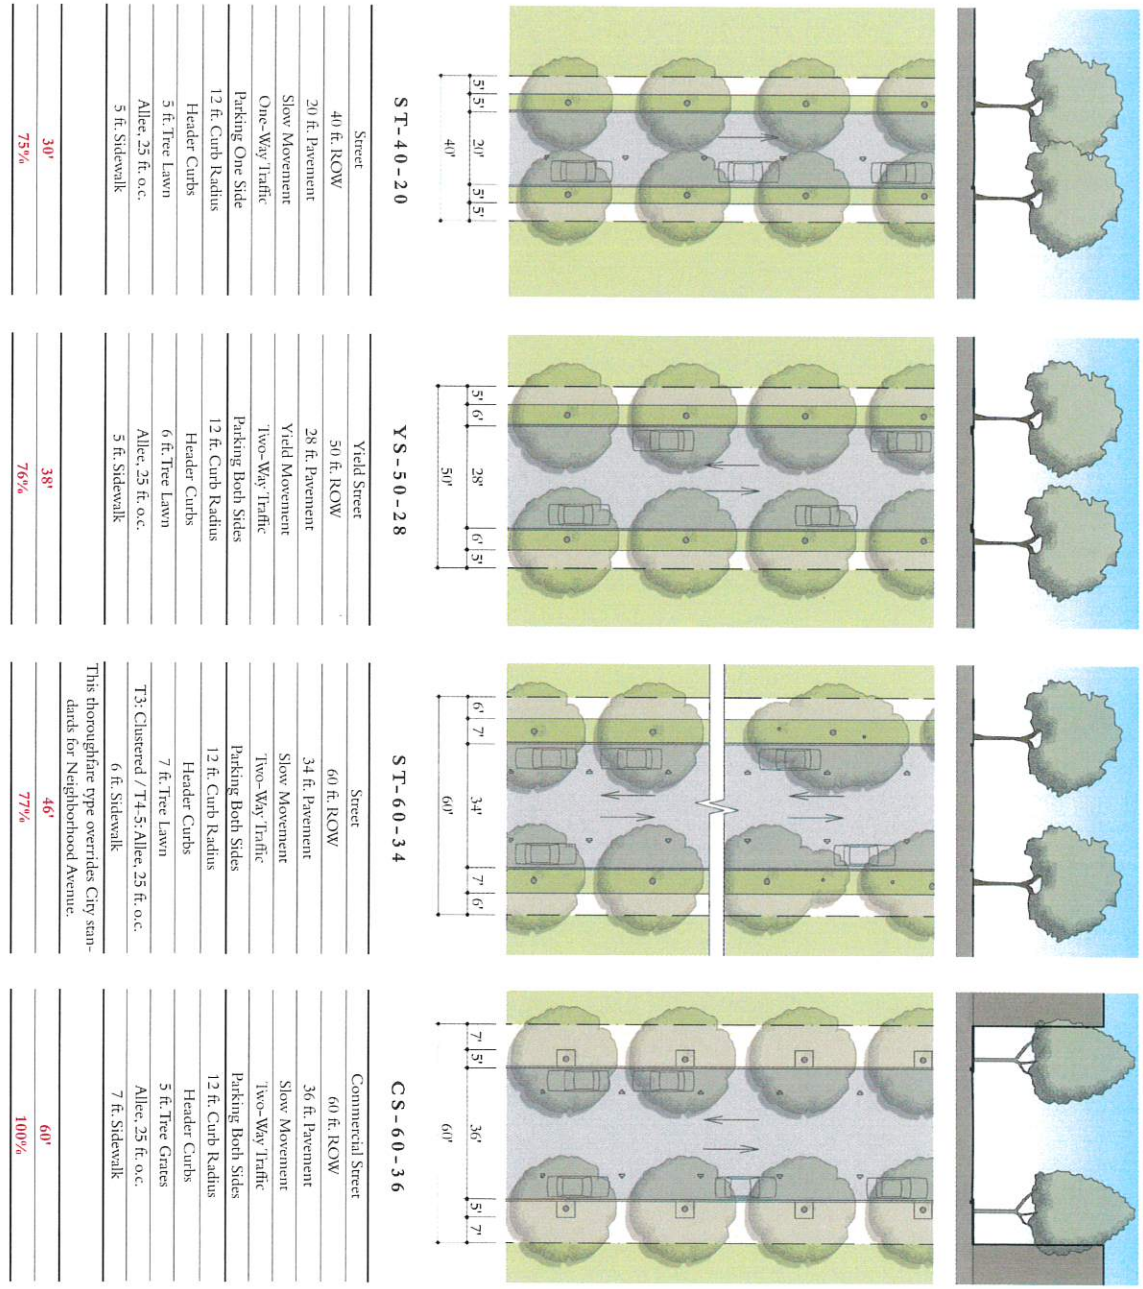 5' 5' 20' 5' 5'
40'
ST-40-20
Street
40 ft. ROW
20 ft. Pavement
Slow Movement
One-Way Traffic
Parking One Side
12 ft. Curb Radius
Header Curbs
5 ft. Tree Lawn
Allee, 25 ft. o.c.
5 ft. Sidewalk
30'
75%
5' 6' 28' 6' 5'
50'
YS-50-28
Yield Street
50 ft. ROW
28 ft. Pavement
Yield Movement
Two-Way Traffic
Parking Both Sides
12 ft. Curb Radius
Header Curbs
6 ft. Tree Lawn
Allee, 25 ft. o.c.
5 ft. Sidewalk
38'
76%
6' 7' 34' 7' 6'
60'
ST-60-34
Street
60 ft. ROW
34 ft. Pavement
Slow Movement
Two-Way Traffic
Parking Both Sides
12 ft. Curb Radius
Header Curbs
7 ft. Tree Lawn
T3: Clustered / T4-5: Allee, 25 ft. o.c.
6 ft. Sidewalk
This thoroughfare type overrides City stan-
dards for Neighborhood Avenue.
46'
77%
7' 5' 36' 5' 7'
60'
CS-60-36
Commercial Street
60 ft. ROW
36 ft. Pavement
Slow Movement
Two-Way Traffic
Parking Both Sides
12 ft. Curb Radius
Header Curbs
5 ft. Tree Grates
Allee, 25 ft. o.c.
7 ft. Sidewalk
60'
100%